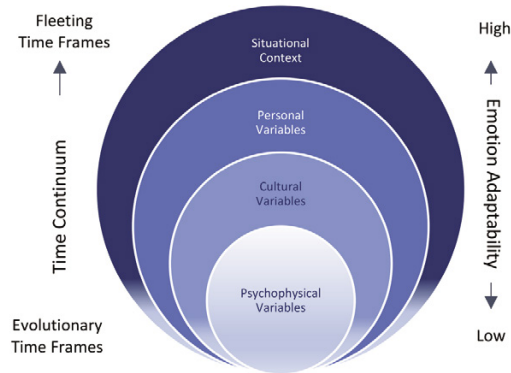 Fleeting
Time Frames
Time Continuum
Evolutionary
Time Frames
Situational
Context
Personal
Variables
Cultural
Variables
Psychophysical
Variables
High
Emotion Adaptability
Low